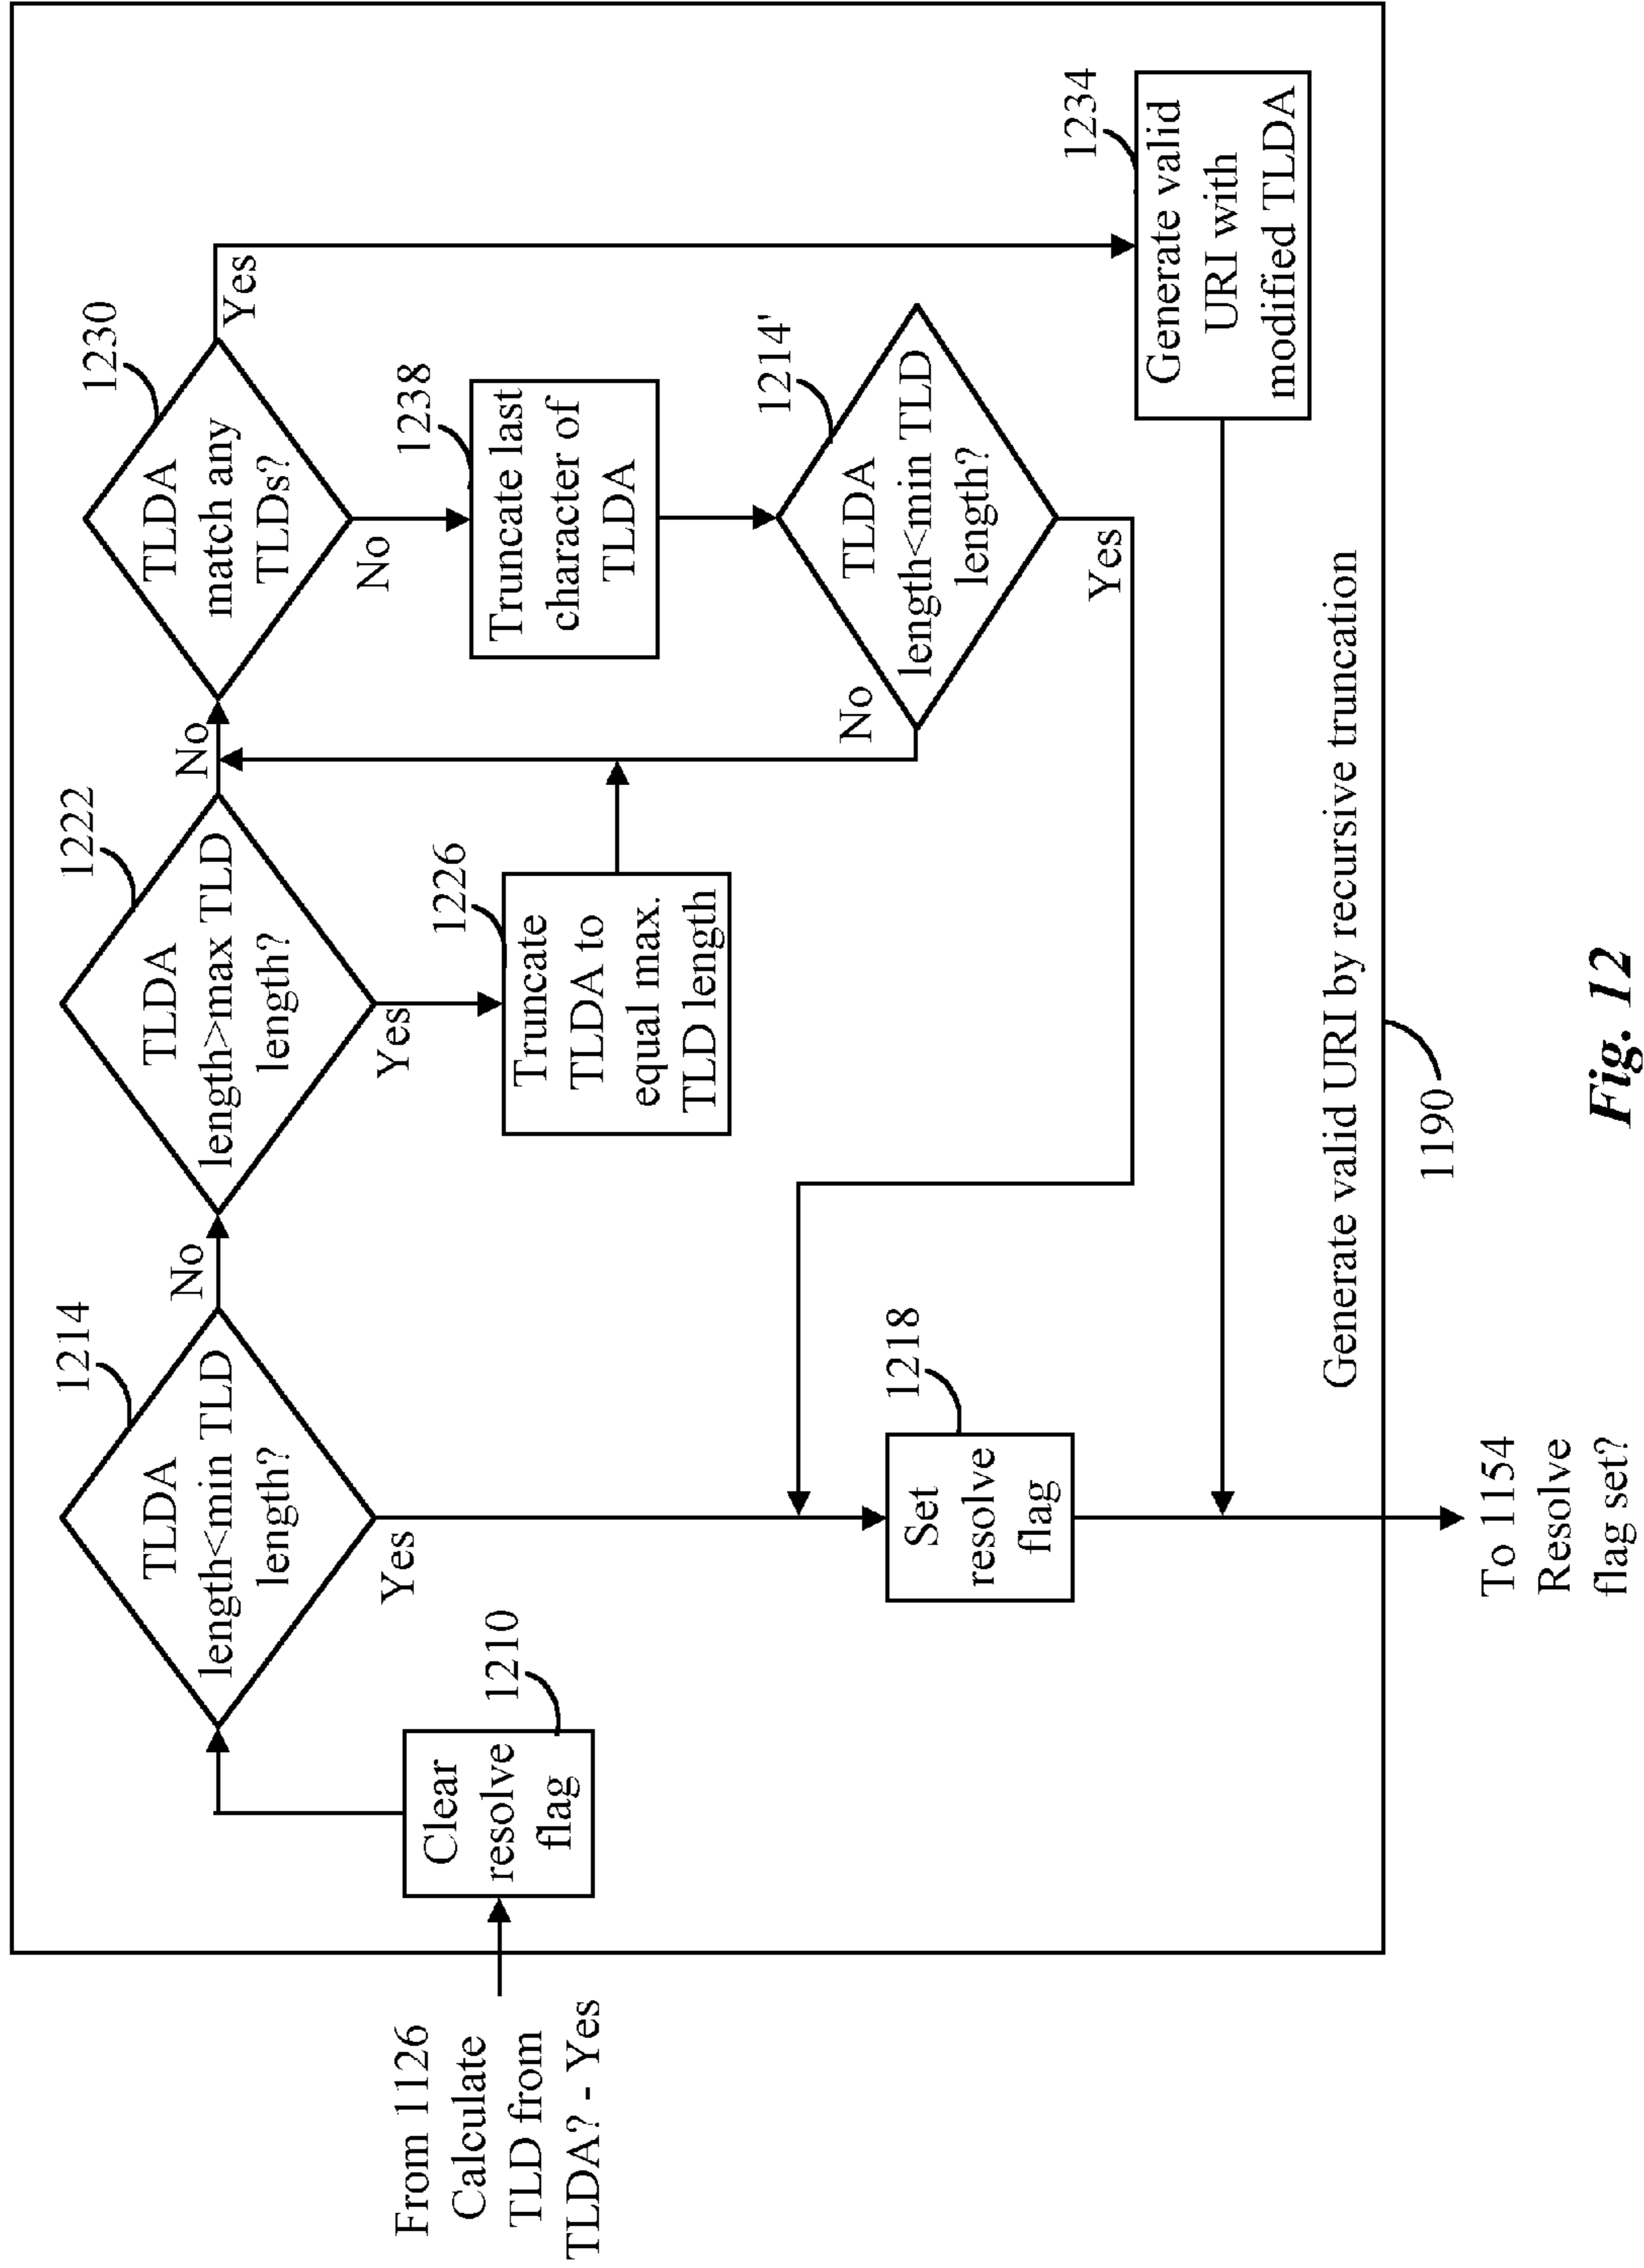 From 1126
Calculate
TLD from
TLDA? - Yes
1210
Clear
resolve
flag
1214
TLDA
length<min TLD
length?
No
Yes
1222
TLDA
length>max TLD
length?
No
Yes
1226
Truncate
TLDA to
equal max.
TLD length
1230
TLDA
match any
TLDs?
Yes
No
1238
Truncate last
character of
TLDA
1214'
TLDA
length<min TLD
length?
No
Yes
1234
Generate valid
URI with
modified TLDA
1218
Set
resolve
flag
Generate valid URI by recursive truncation
1190
To 1154
Resolve
flag set?
Fig. 12